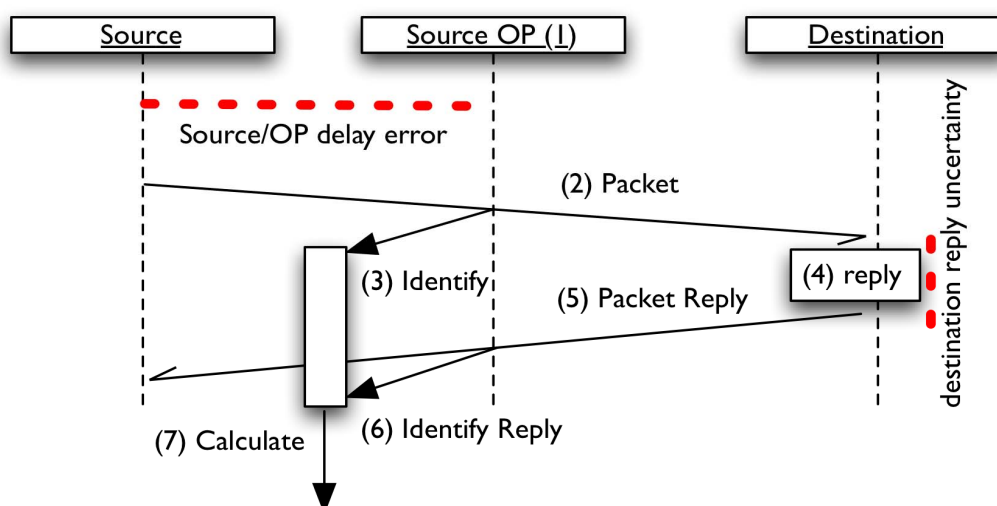 Source
Source OP (1)
Destination
Source/OP delay error
destination reply uncertainty
(2) Packet
(3) Identify
(4) reply
(5) Packet Reply
(6) Identify Reply
(7) Calculate